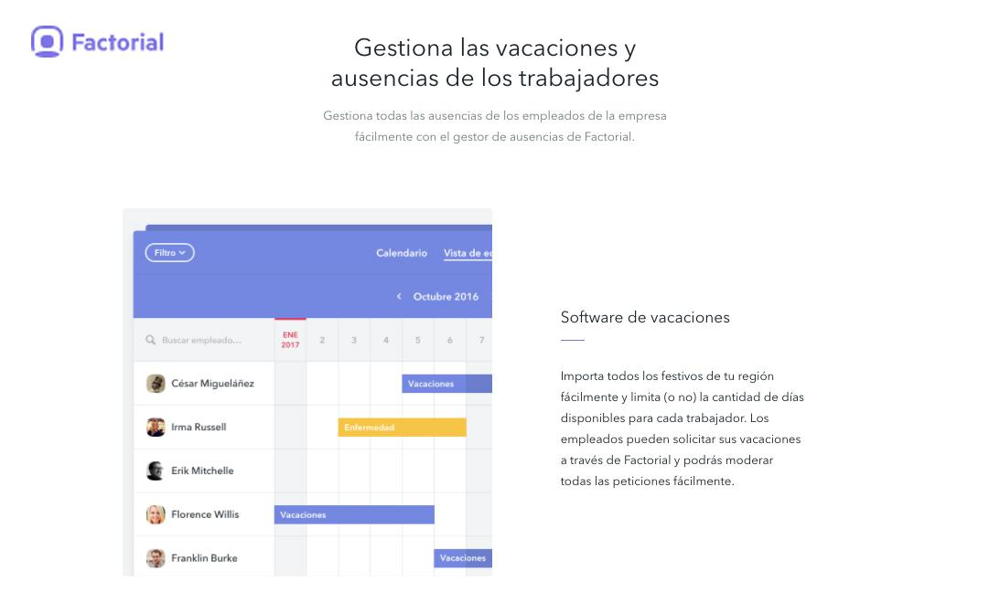 Factorial
Gestiona las vacaciones y
ausencias de los trabajadores
Gestiona todas las ausencias de los empleados de la empresa
fácilmente con el gestor de ausencias de Factorial.
Filtro
Calendario Vista de
Octubre 2016
Buscar empleado...
ENE
2017
2 3 4 5 6 7
César Migueláñez
Vacaciones
Irma Russell
Enfermedad
Erik Mitchelle
Florence Willis
Vacaciones
Franklin Burke
Vacaciones
Software de vacaciones
Importa todos los festivos de tu región
fácilmente y limita (o no) la cantidad de días
disponibles para cada trabajador. Los
empleados pueden solicitar sus vacaciones
a través de Factorial y podrás moderar
todas las peticiones fácilmente.